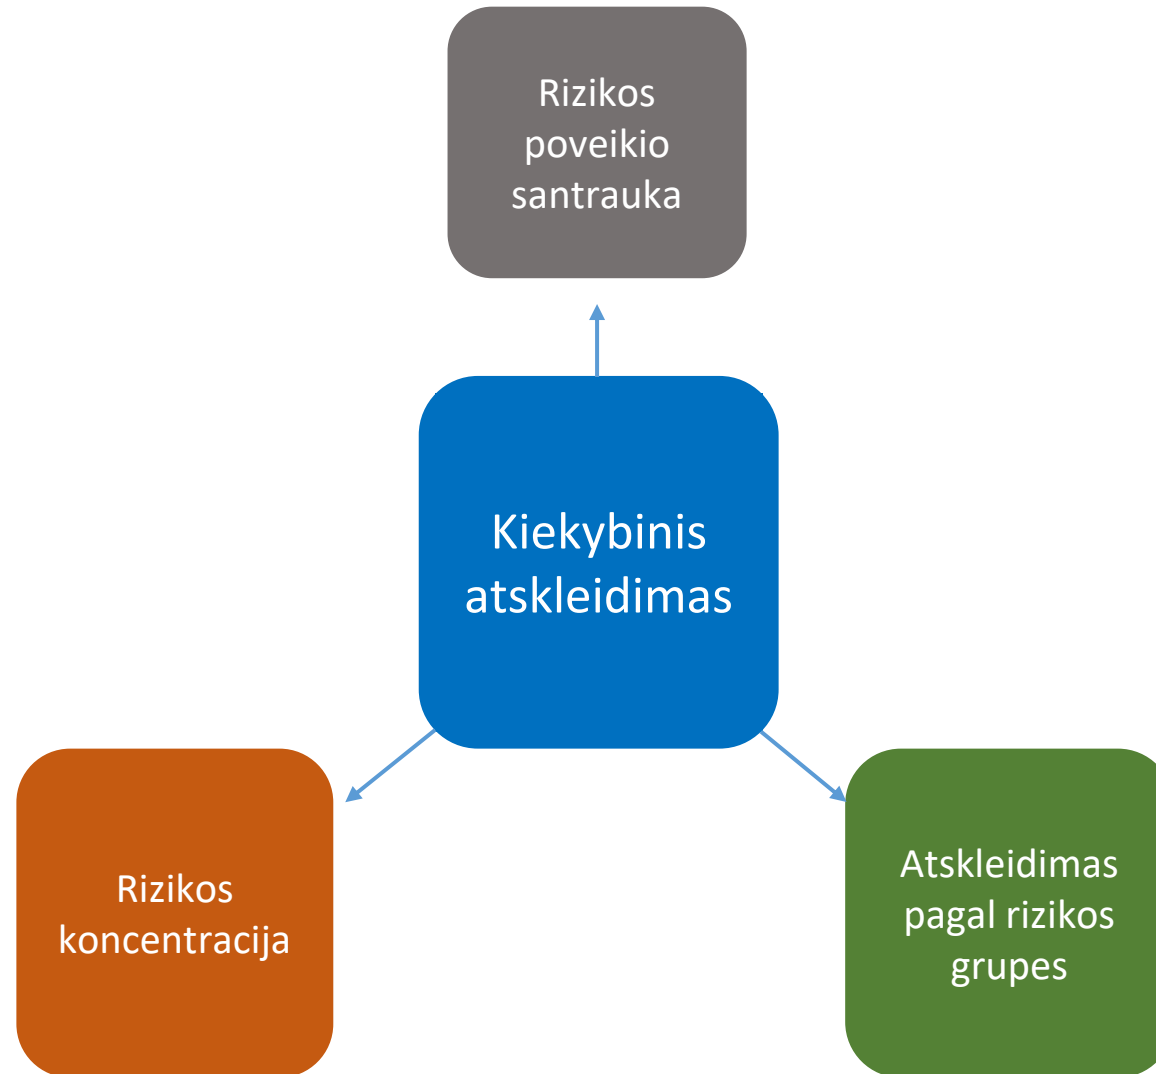 Rizikos
poveikio
santrauka
Kiekybinis
atskleidimas
Rizikos
koncentracija
Atskleidimas
pagal rizikos
grupes